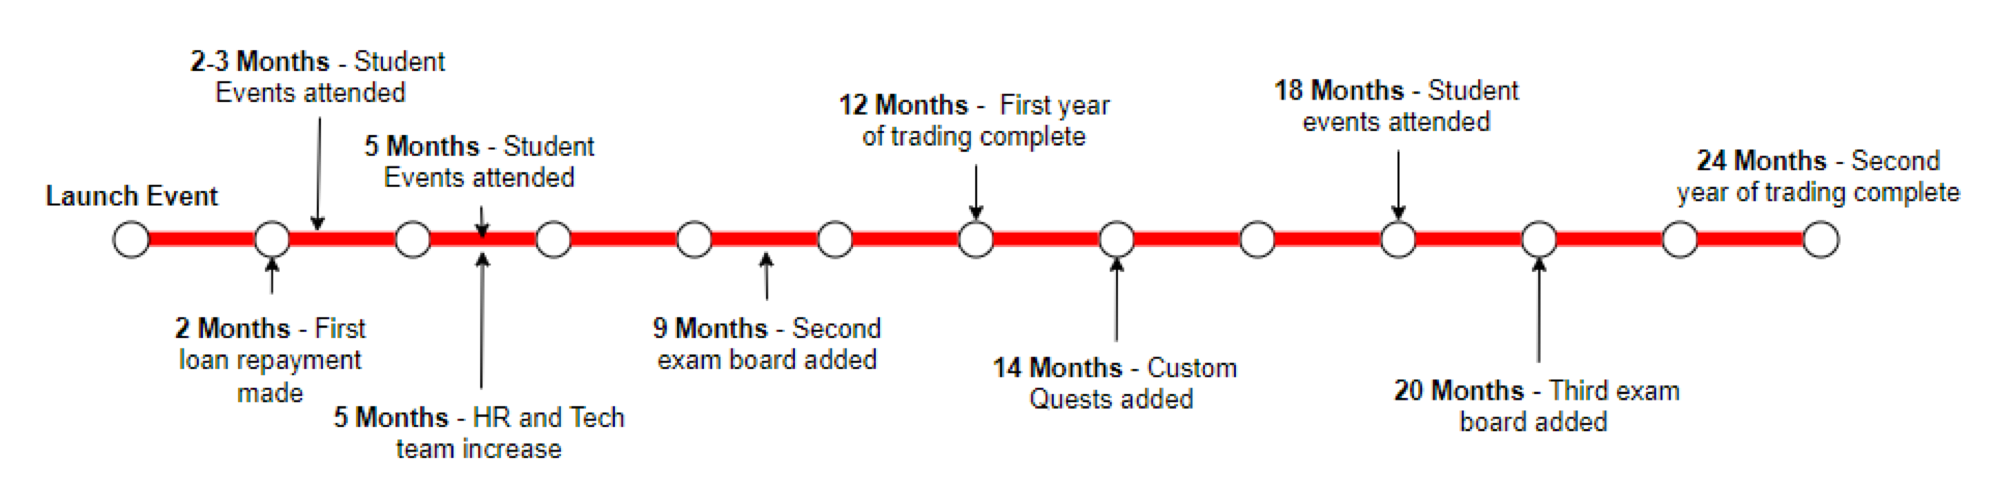 2-3 Months - Student
Events attended
5 Months - Student
Events attended
Launch Event
12 Months -  First year
of trading complete
18 Months - Student
events attended
24 Months - Second
year of trading complete
2 Months - First
loan repayment
made
5 Months - HR and Tech
team increase
9 Months - Second
exam board added
14 Months - Custom
Quests added
20 Months - Third exam
board added